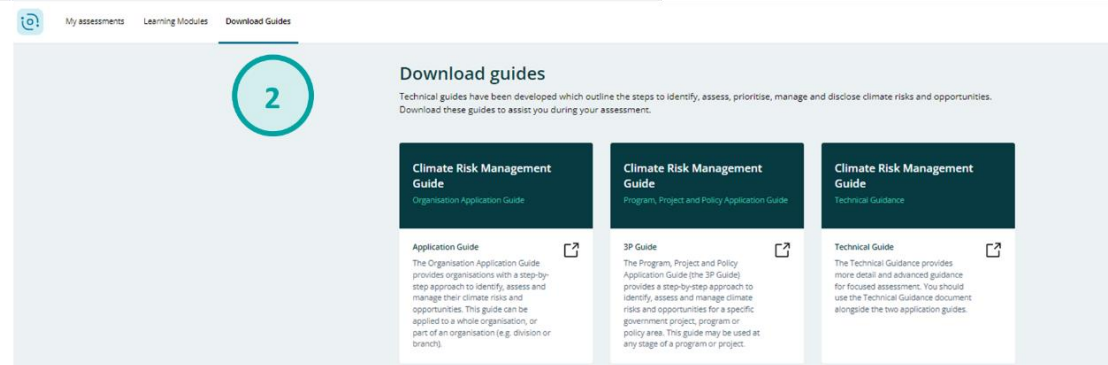 My assessments Learning Modules Download Guides
2
Download guides
Technical guides have been developed which outline the steps to identify, assess, prioritise, manage and disclose climate risks and opportunities.
Download these guides to assist you during your assessment.
Climate Risk Management
Guide
Organisation Application Guide
Application Guide
The Organisation Application Guide
provides organisations with a step-by-
step approach to identify, assess and
manage their climate risks and
opportunities. This guide can be
applied to a whole organisation, or
part of an organisation (e.g. division or
branch).
Climate Risk Management
Guide
Program, Project and Policy Application Guide
3P Guide
The Program, Project and Policy
Application Guide (the 3P Guide)
provides a step-by-step approach to
identify, assess and manage climate
risks and opportunities for a specific
government project, program or
policy area. This guide may be used at
any stage of a program or project.
Climate Risk Management
Guide
Technical Guidance
Technical Guide
The Technical Guidance provides
more detail and advanced guidance
for focused assessment. You should
use the Technical Guidance document
alongside the two application guides.